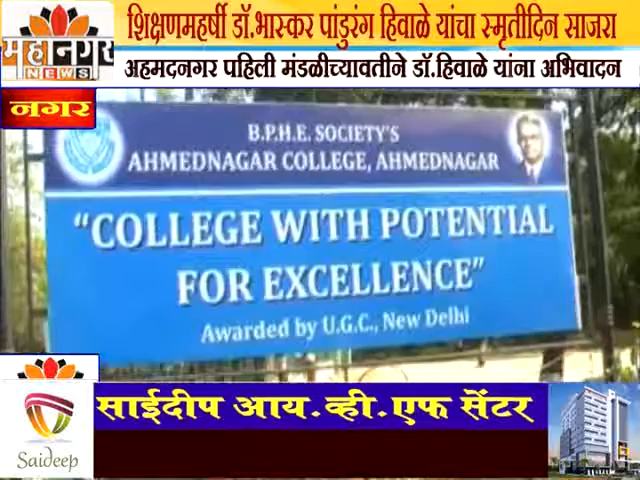 महानगर
NEWS
शिक्षणमहर्षी डॉ.भास्कर पांडुरंग हिवाळे यांचा स्मृतीदिन साजरा
अहमदनगर पहिली मंडळीच्यावतीने डॉ.हिवाळे यांना अभिवादन
नगर
B.P.H.E. SOCIETY'S
AHMEDNAGAR COLLEGE, AHMEDNAGAR
"COLLEGE WITH POTENTIAL
FOR EXCELLENCE"
Awarded by U.G.C., New Delhi
साईदीप आय.व्ही.एफ सेंटर
Saideep